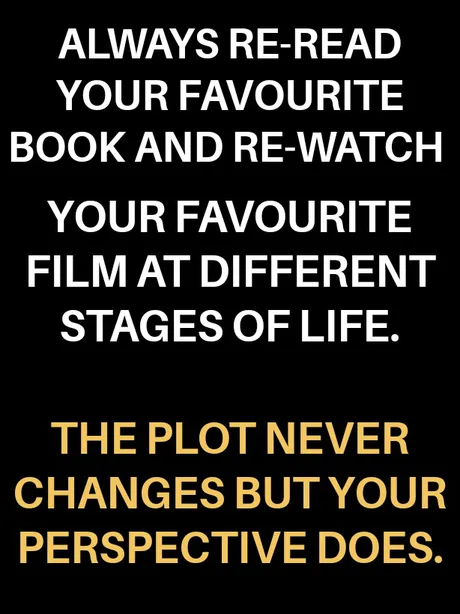 ALWAYS RE-READ
YOUR FAVOURITE
BOOK AND RE-WATCH
YOUR FAVOURITE
FILM AT DIFFERENT
STAGES OF LIFE.
THE PLOT NEVER
CHANGES BUT YOUR
PERSPECTIVE DOES.